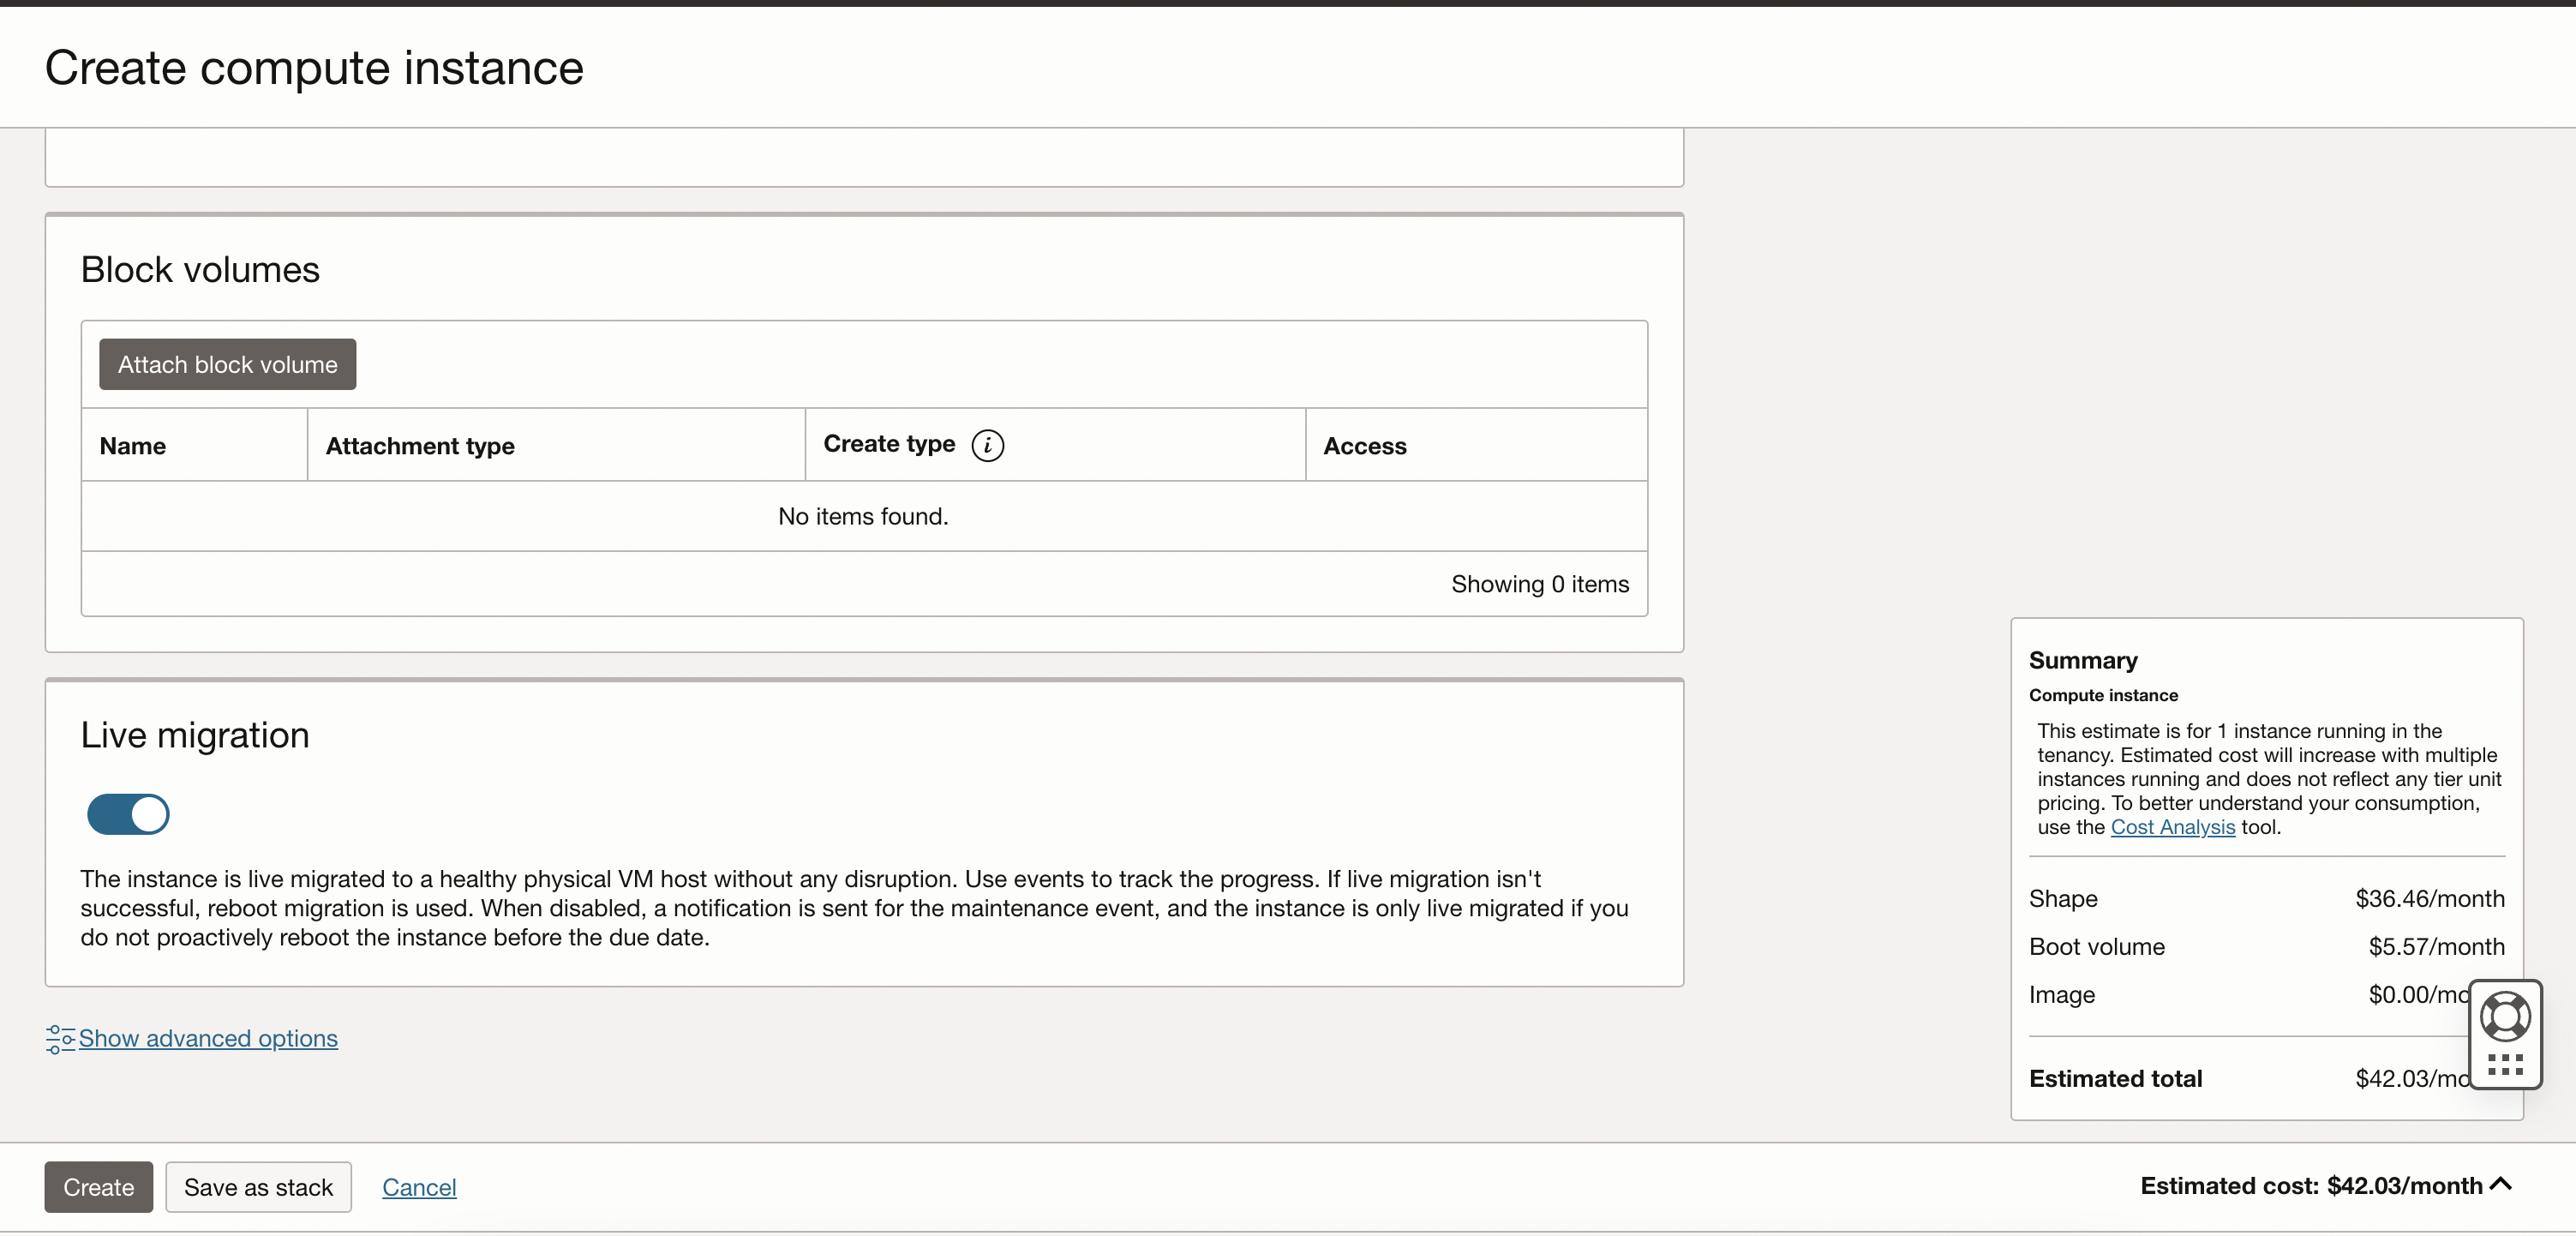 Create compute instance
Block volumes
Attach block volume
Name Attachment type Create type i Access
No items found.
Showing 0 items
Live migration
The instance is live migrated to a healthy physical VM host without any disruption. Use events to track the progress. If live migration isn't
successful, reboot migration is used. When disabled, a notification is sent for the maintenance event, and the instance is only live migrated if you
do not proactively reboot the instance before the due date.
Show advanced options
Summary
Compute instance
This estimate is for 1 instance running in the
tenancy. Estimated cost will increase with multiple
instances running and does not reflect any tier unit
pricing. To better understand your consumption,
use the Cost Analysis tool.
Shape $36.46/month
Boot volume $5.57/month
Image $0.00/mo
Estimated total $42.03/mo
Create Save as stack Cancel
Estimated cost: $42.03/month